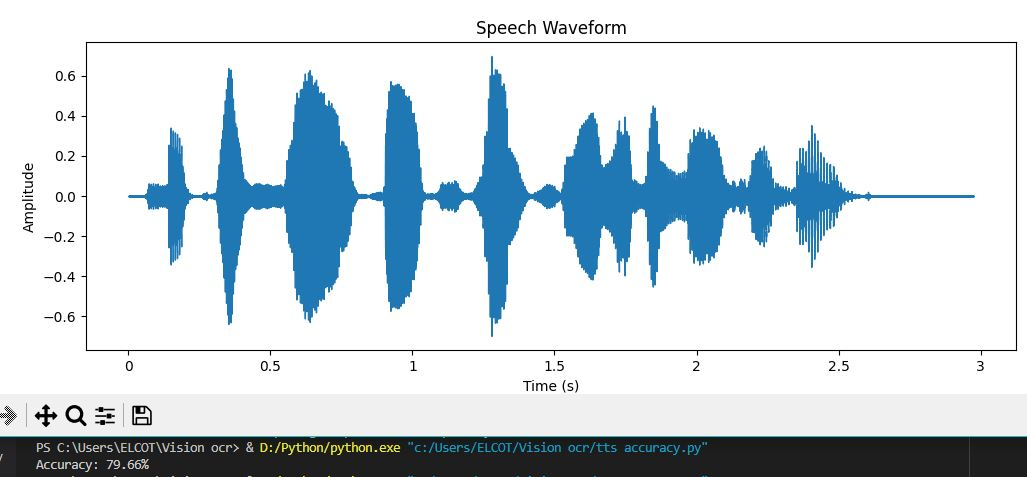 Speech Waveform
0.6
0.4
0.2
0.0
−0.2
−0.4
−0.6
Amplitude
0 0.5 1 1.5 2 2.5 3
Time (s)
PS C:\Users\ELCOT\Vision ocr> & D:/Python/python.exe "c:/Users/ELCOT/Vision ocr/tts accuracy.py"
Accuracy: 79.66%